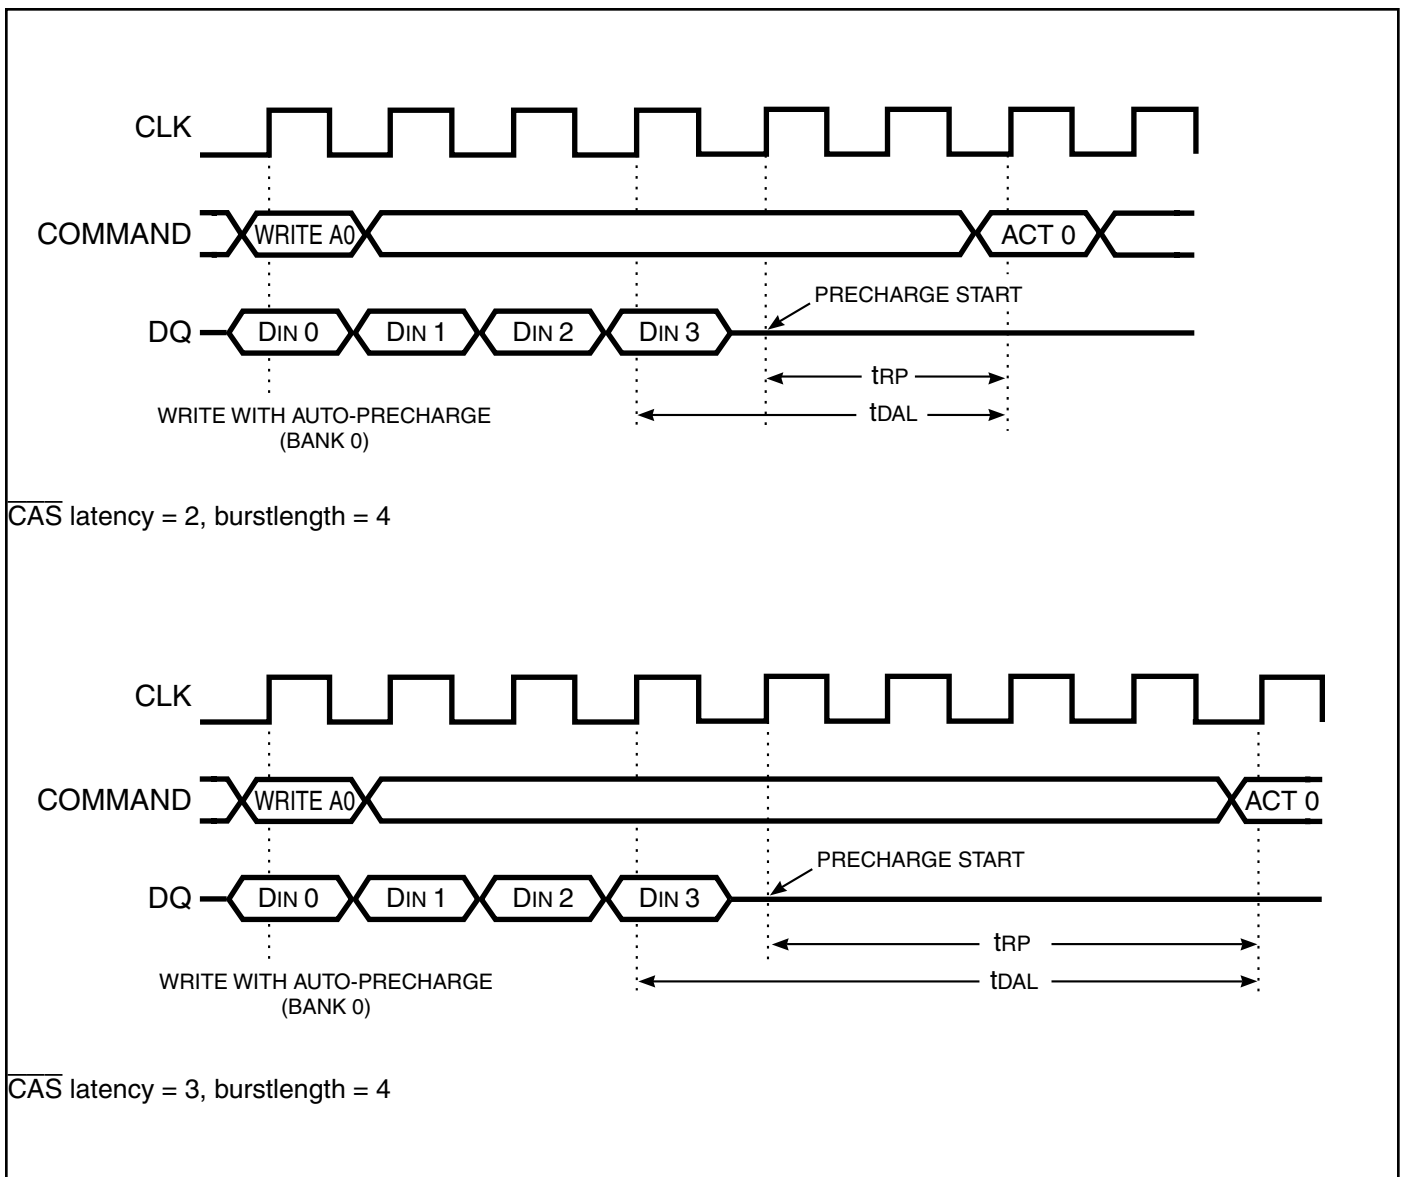 CLK
COMMAND WRITE A0 ACT 0
PRECHARGE START
DQ DIN 0 DIN 1 DIN 2 DIN 3
tRP
tDAL
WRITE WITH AUTO-PRECHARGE
(BANK 0)
CAS latency = 2, burstlength = 4
CLK
COMMAND WRITE A0 ACT 0
PRECHARGE START
DQ DIN 0 DIN 1 DIN 2 DIN 3
tRP
tDAL
WRITE WITH AUTO-PRECHARGE
(BANK 0)
CAS latency = 3, burstlength = 4